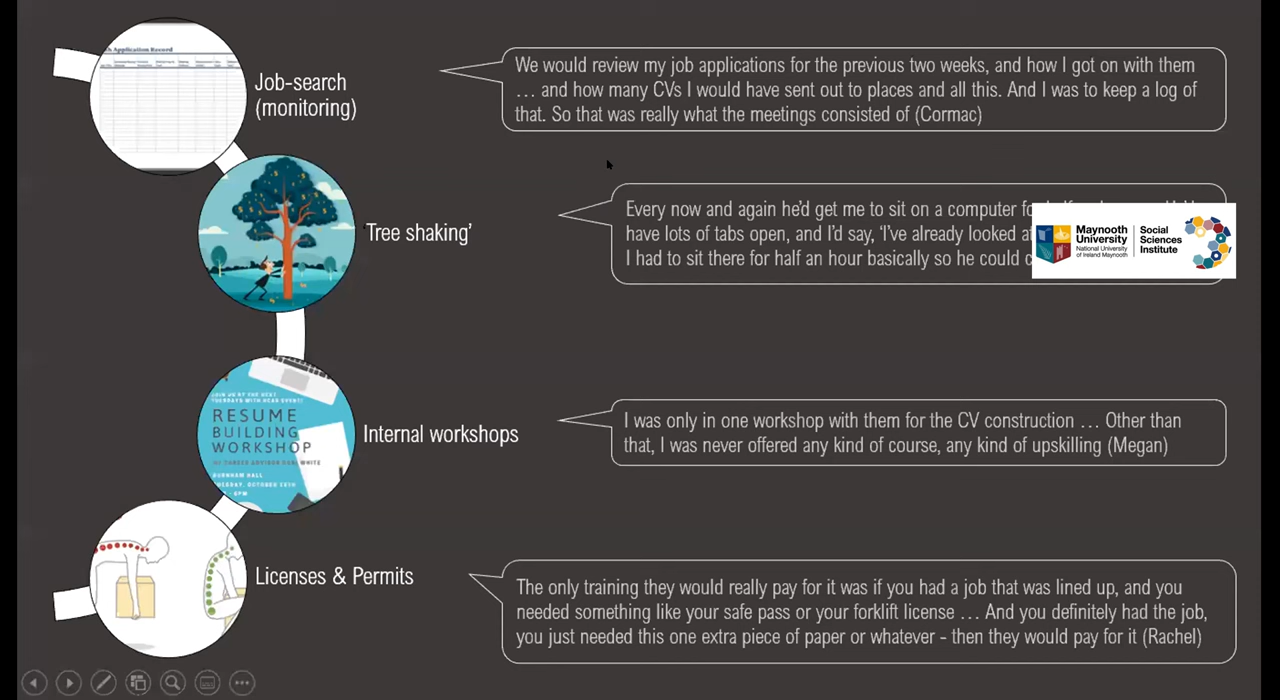 Application Record
Job-search
(monitoring)
We would review my job applications for the previous two weeks, and how I got on with them
… and how many CVs I would have sent out to places and all this. And I was to keep a log of
that. So that was really what the meetings consisted of (Cormac)
'Tree shaking'
Every now and again he'd get me to sit on a computer
have lots of tabs open, and I'd say, 'I've already looked
I had to sit there for half an hour basically so he could
Maynooth
University
National University
of Ireland Maynooth
Social
Sciences
Institute
RESUME
BUILDING
WORKSHOP
Internal workshops
I was only in one workshop with them for the CV construction … Other than
that, I was never offered any kind of course, any kind of upskilling (Megan)
Licenses & Permits
The only training they would really pay for it was if you had a job that was lined up, and you
needed something like your safe pass or your forklift license … And you definitely had the job,
you just needed this one extra piece of paper or whatever - then they would pay for it (Rachel)